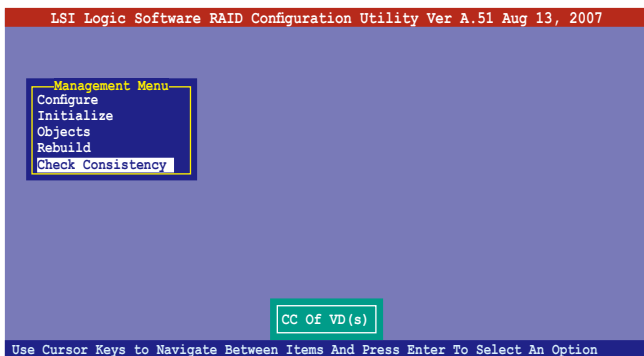 LSI Logic Software RAID Configuration Utility Ver A.51 Aug 13, 2007
Management Menu
Configure
Initialize
Objects
Rebuild
Check Consistency
CC Of VD(s)
Use Cursor Keys to Navigate Between Items And Press Enter To Select An Option